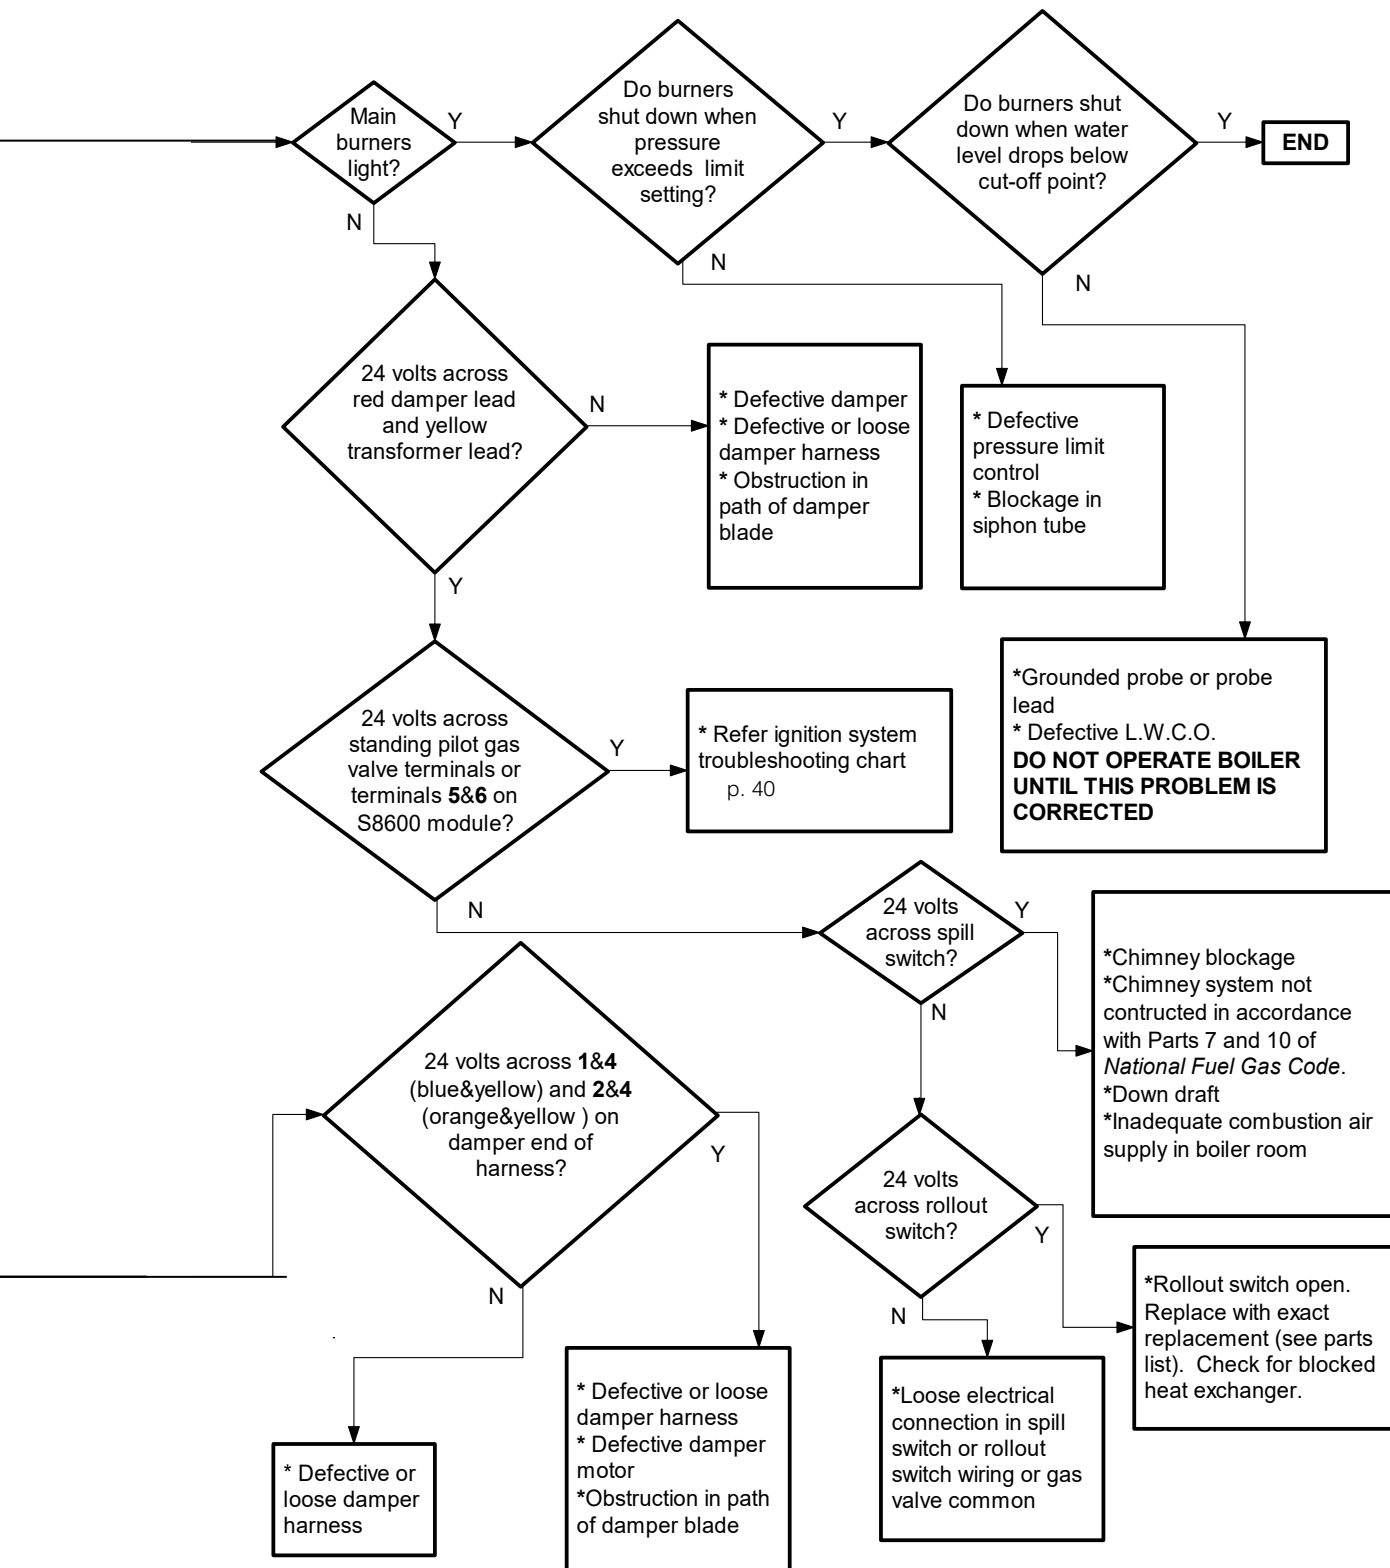 Main
burners
light?
Y
N
Do burners
shut down when
pressure
exceeds limit
setting?
Y
N
Do burners shut
down when water
level drops below
cut-off point?
Y
N
END
24 volts across
red damper lead
and yellow
transformer lead?
N
Y
* Defective damper
* Defective or loose
damper harness
* Obstruction in
path of damper
blade
* Defective
pressure limit
control
* Blockage in
siphon tube
*Grounded probe or probe
lead
* Defective L.W.C.O.
DO NOT OPERATE BOILER
UNTIL THIS PROBLEM IS
CORRECTED
24 volts across
standing pilot gas
valve terminals or
terminals 5&6 on
S8600 module?
Y
N
* Refer ignition system
troubleshooting chart
p. 40
24 volts
across spill
switch?
Y
N
*Chimney blockage
*Chimney system not
contructed in accordance
with Parts 7 and 10 of
National Fuel Gas Code.
*Down draft
*Inadequate combustion air
supply in boiler room
24 volts across 1&4
(blue&yellow) and 2&4
(orange&yellow ) on
damper end of
harness?
Y
N
24 volts
across rollout
switch?
Y
N
*Rollout switch open.
Replace with exact
replacement (see parts
list). Check for blocked
heat exchanger.
* Defective or
loose damper
harness
* Defective or loose
damper harness
* Defective damper
motor
*Obstruction in path
of damper blade
*Loose electrical
connection in spill
switch or rollout
switch wiring or gas
valve common